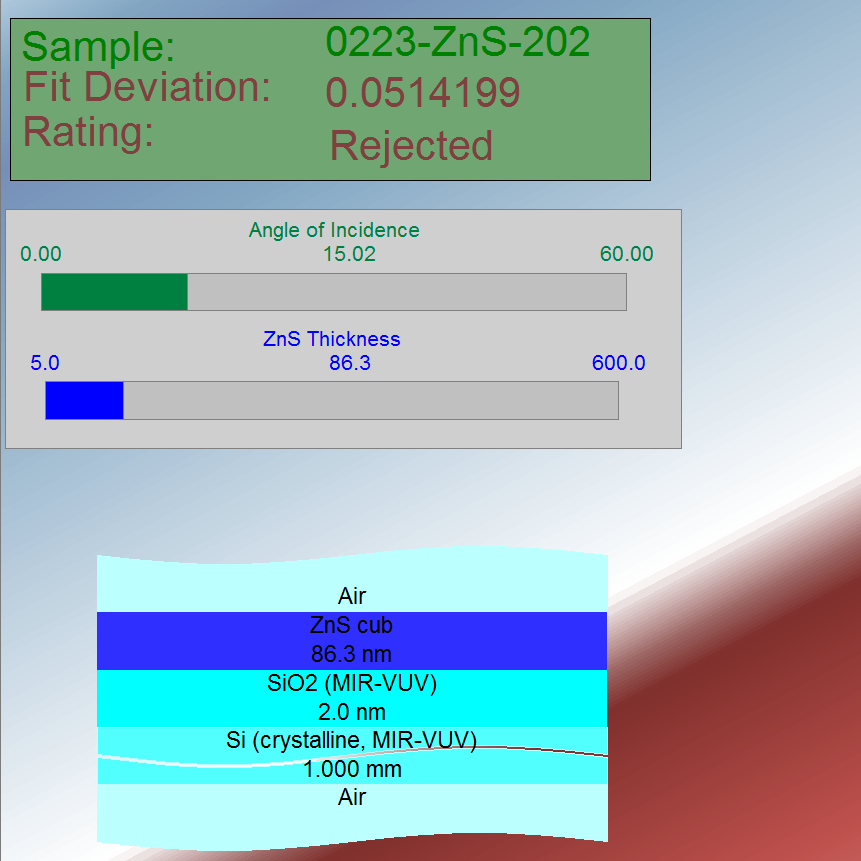 Sample: 0223-ZnS-202
Fit Deviation: 0.0514199
Rating: Rejected
Angle of Incidence
0.00 15.02 60.00
ZnS Thickness
5.0 86.3 600.0
Air
ZnS cub
86.3 nm
SiO2 (MIR-VUV)
2.0 nm
Si (crystalline, MIR-VUV)
1.000 mm
Air